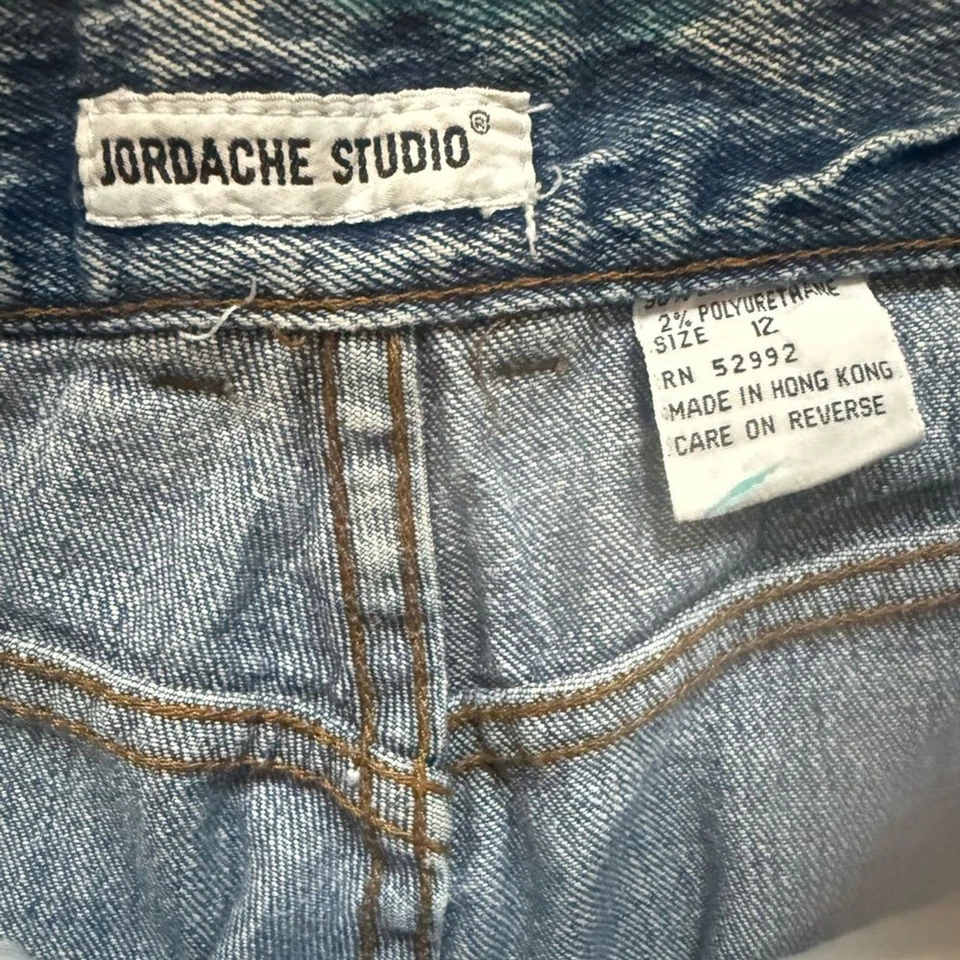 JORDACHE STUDIO®
2% POLYURETHANE
SIZE 12
RN 52992
MADE IN HONG KONG
CARE ON REVERSE